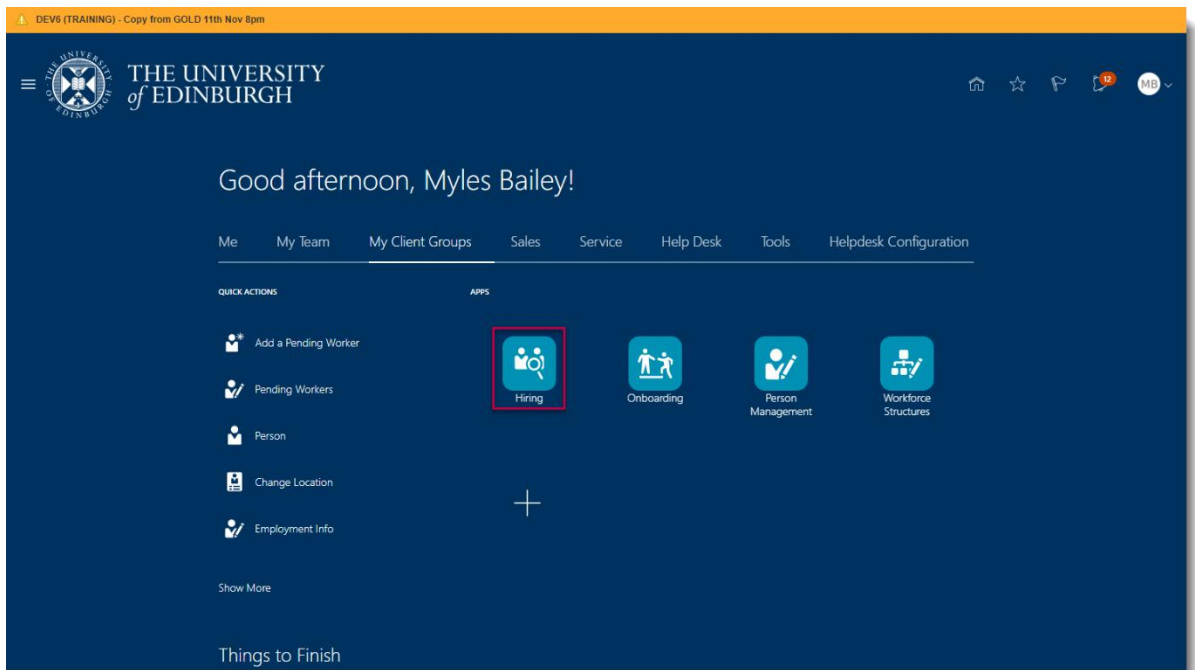 DEV6 (TRAINING) - Copy from GOLD 11th Nov 8pm
THE UNIVERSITY
of EDINBURGH
12
MB
Good afternoon, Myles Bailey!
Me My Team My Client Groups Sales Service Help Desk Tools Helpdesk Configuration
QUICK ACTIONS APPS
Add a Pending Worker
Pending Workers
Person
Change Location
Employment Info
Show More
Hiring
Onboarding
Person
Management
Workforce
Structures
Things to Finish